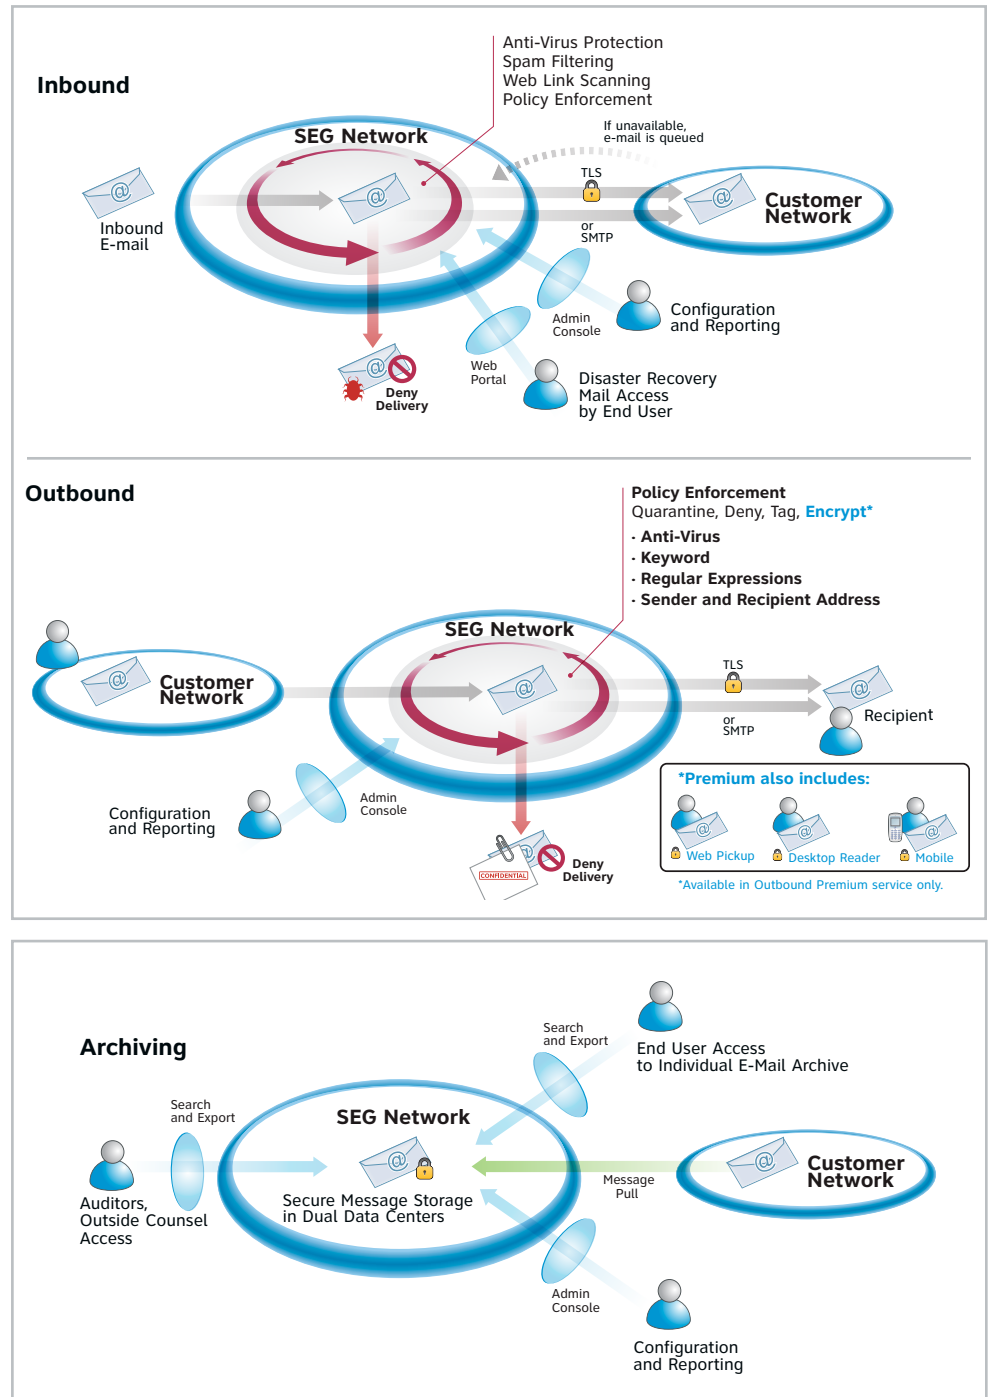 Inbound
Anti-Virus Protection
Spam Filtering
Web Link Scanning
Policy Enforcement
SEG Network
If unavailable,
e-mail is queued
@
@
@
TLS
Customer
Network
Inbound
E-mail
or
SMTP
Admin
Console
Configuration
and Reporting
Web
Portal
@
Deny
Delivery
Disaster Recovery
Mail Access
by End User
Outbound
Policy Enforcement
Quarantine, Deny, Tag, Encrypt*
· Anti-Virus
· Keyword
· Regular Expressions
· Sender and Recipient Address
SEG Network
@
Customer
Network
@
TLS
@
Recipient
or
SMTP
Configuration
and Reporting
Admin
Console
@
CONFIDENTIAL
Deny
Delivery
*Premium also includes:
@
@
@
Web Pickup
Desktop Reader
Mobile
*Available in Outbound Premium service only.
Archiving
Search
and Export
End User Access
to Individual E-Mail Archive
Search
and Export
SEG Network
@
Secure Message Storage
in Dual Data Centers
Auditors,
Outside Counsel
Access
Message
Pull
@
Customer
Network
Admin
Console
Configuration
and Reporting